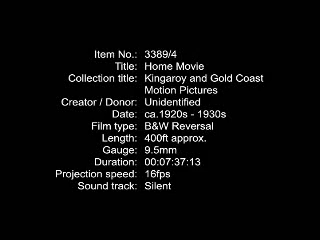 Item No.: 3389/4
Title: Home Movie
Collection title: Kingaroy and Gold Coast
Motion Pictures
Creator / Donor: Unidentified
Date: ca.1920s - 1930s
Film type: B&W Reversal
Length: 400ft approx.
Gauge: 9.5mm
Duration: 00:07:37:13
Projection speed: 16fps
Sound track: Silent